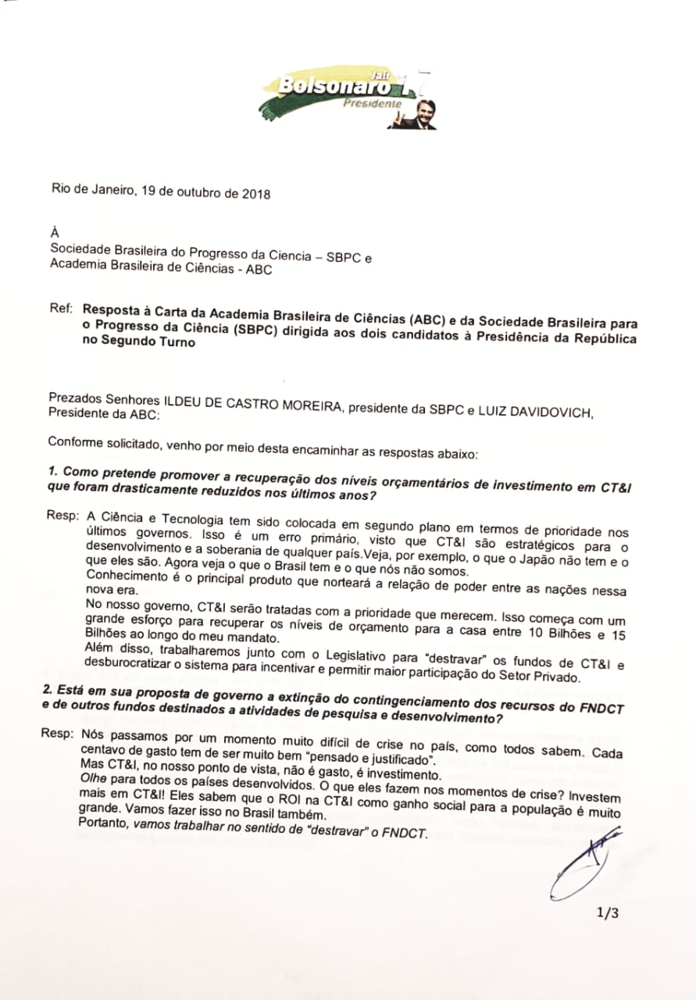 Jair
Bolsonaro 17
Presidente
Rio de Janeiro, 19 de outubro de 2018
À
Sociedade Brasileira do Progresso da Ciencia – SBPC e
Academia Brasileira de Ciências - ABC
Ref: Resposta à Carta da Academia Brasileira de Ciências (ABC) e da Sociedade Brasileira para
o Progresso da Ciência (SBPC) dirigida aos dois candidatos à Presidência da República
no Segundo Turno
Prezados Senhores ILDEU DE CASTRO MOREIRA, presidente da SBPC e LUIZ DAVIDOVICH,
Presidente da ABC:
Conforme solicitado, venho por meio desta encaminhar as respostas abaixo:
1. Como pretende promover a recuperação dos níveis orçamentários de investimento em CT&I
que foram drasticamente reduzidos nos últimos anos?
Resp: A Ciência e Tecnologia tem sido colocada em segundo plano em termos de prioridade nos
últimos governos. Isso é um erro primário, visto que CT&I são estratégicos para o
desenvolvimento e a soberania de qualquer país.Veja, por exemplo, o que o Japão não tem e o
que eles são. Agora veja o que o Brasil tem e o que nós não somos.
Conhecimento é o principal produto que norteará a relação de poder entre as nações nessa
nova era.
No nosso governo, CT&I serão tratadas com a prioridade que merecem. Isso começa com um
grande esforço para recuperar os níveis de orçamento para a casa entre 10 Bilhões e 15
Bilhões ao longo do meu mandato.
Além disso, trabalharemos junto com o Legislativo para “destravar” os fundos de CT&I e
desburocratizar o sistema para incentivar e permitir maior participação do Setor Privado.
2. Está em sua proposta de governo a extinção do contingenciamento dos recursos do FNDCT
e de outros fundos destinados a atividades de pesquisa e desenvolvimento?
Resp: Nós passamos por um momento muito difícil de crise no país, como todos sabem. Cada
centavo de gasto tem de ser muito bem “pensado e justificado”.
Mas CT&I, no nosso ponto de vista, não é gasto, é investimento.
Olhe para todos os países desenvolvidos. O que eles fazem nos momentos de crise? Investem
mais em CT&I! Eles sabem que o ROI na CT&I como ganho social para a população é muito
grande. Vamos fazer isso no Brasil também.
Portanto, vamos trabalhar no sentido de “destravar” o FNDCT.
1/3